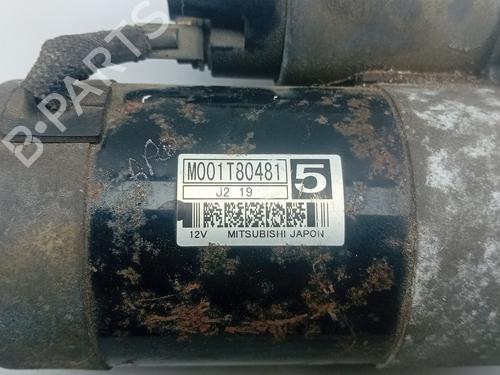 B-PARTS
M001T80481 5
J2 19
12V MITSUBISHI JAPON